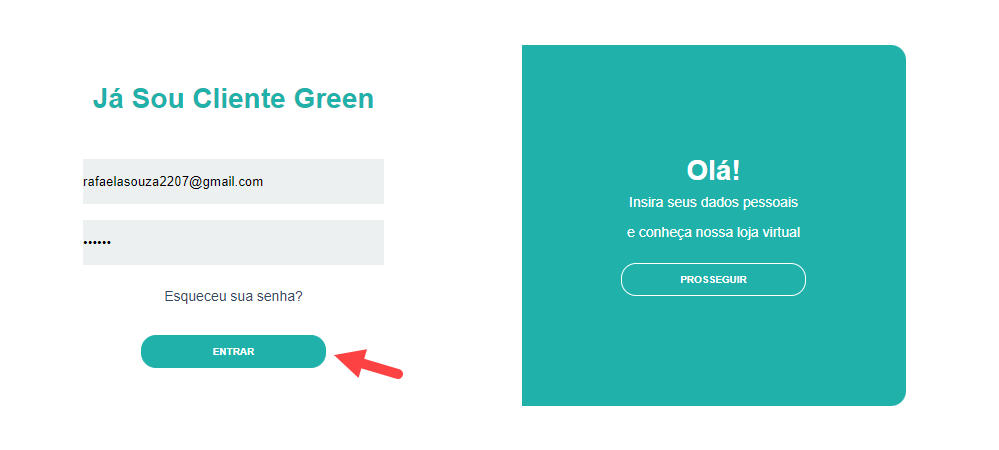 Já Sou Cliente Green
rafaelasouza2207@gmail.com
••••••
Esqueceu sua senha?
ENTRAR
Olá!
Insira seus dados pessoais
e conheça nossa loja virtual
PROSSEGUIR